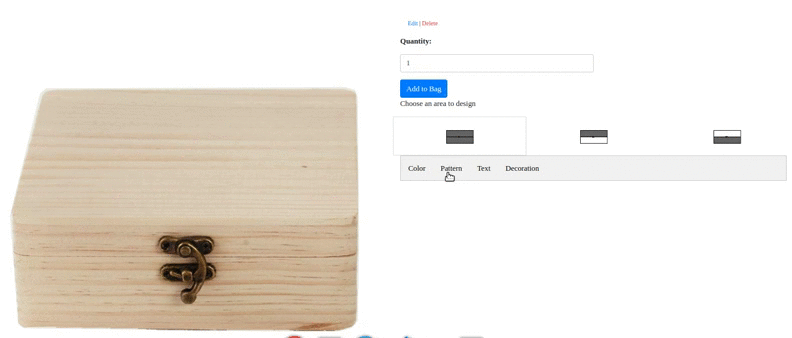 Edit | Delete
Quantity:
1
Add to Bag
Choose an area to design
Color Pattern Text Decoration